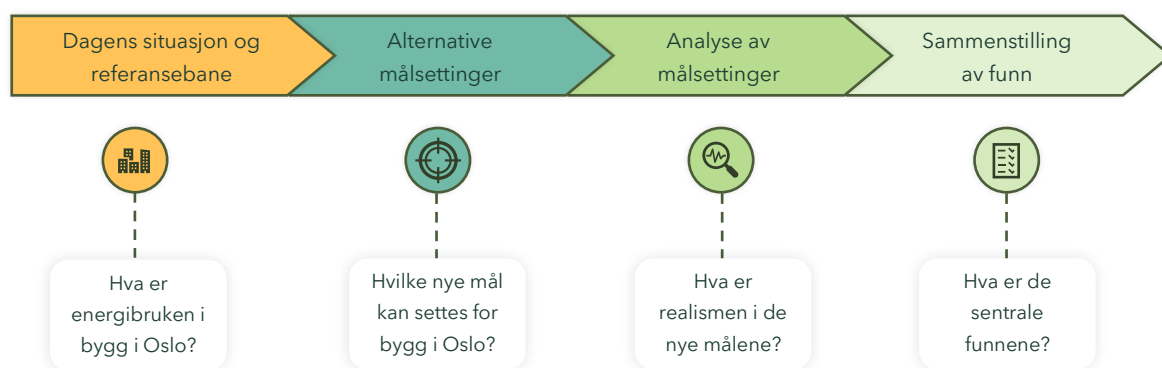 Dagens situasjon og
referansebane
Alternative
målsettinger
Analyse av
målsettinger
Sammenstilling
av funn
Hva er
energibruken i
bygg i Oslo?
Hvilke nye mål
kan settes for
bygg i Oslo?
Hva er
realismen i de
nye målene?
Hva er de
sentrale
funnene?